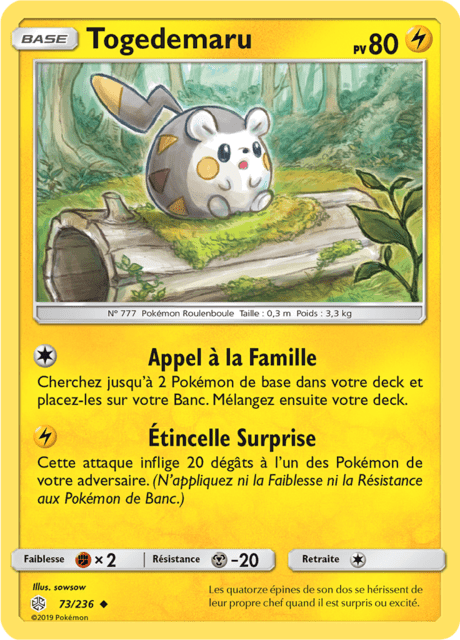 BASE Togedemaru PV 80
N° 777 Pokémon Roulenboule Taille : 0,3 m Poids : 3,3 kg
Appel à la Famille
Cherchez jusqu'à 2 Pokémon de base dans votre deck et
placez-les sur votre Banc. Mélangez ensuite votre deck.
Étincelle Surprise
Cette attaque inflige 20 dégâts à l'un des Pokémon de
votre adversaire. (N'appliquez ni la Faiblesse ni la Résistance
aux Pokémon de Banc.)
Faiblesse ×2 Résistance -20 Retraite
Illus. sowsow
73/236
©2019 Pokémon
Les quatorze épines de son dos se hérissent de
leur propre chef quand il est surpris ou excité.